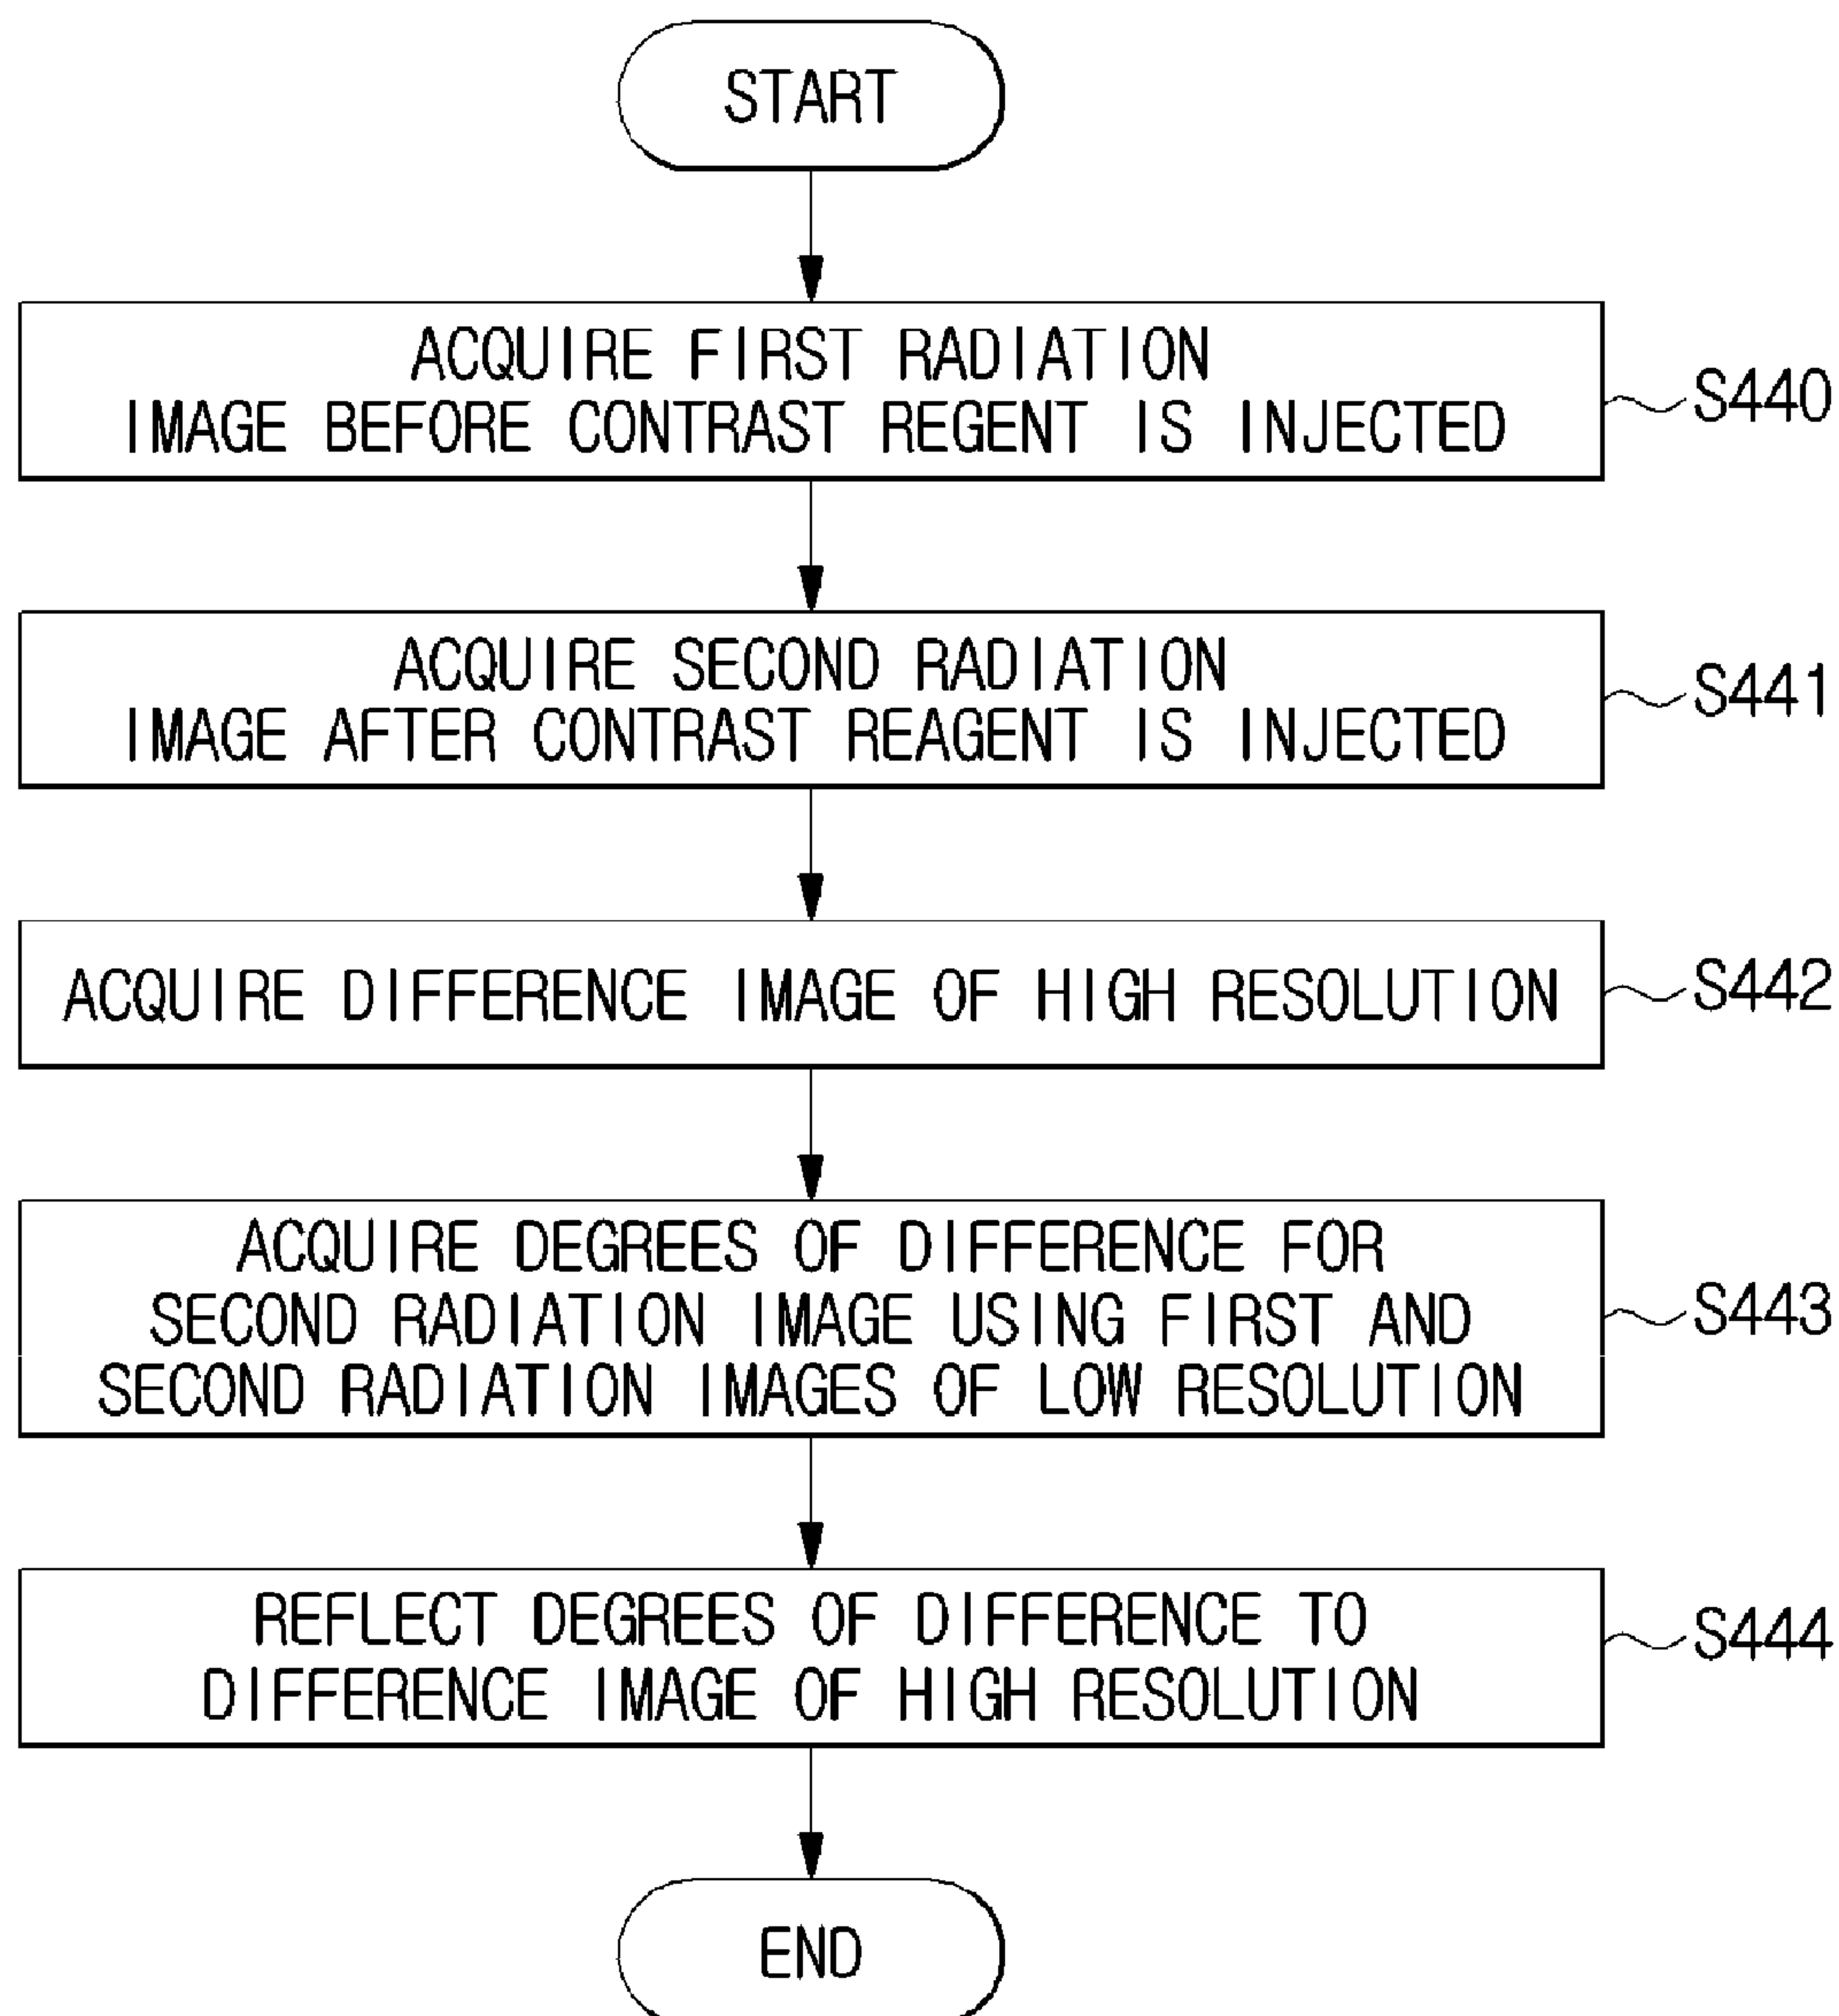 START
ACQUIRE FIRST RADIATION
IMAGE BEFORE CONTRAST REGENT IS INJECTED
S440
ACQUIRE SECOND RADIATION
IMAGE AFTER CONTRAST REAGENT IS INJECTED
S441
ACQUIRE DIFFERENCE IMAGE OF HIGH RESOLUTION
S442
ACQUIRE DEGREES OF DIFFERENCE FOR
SECOND RADIATION IMAGE USING FIRST AND
SECOND RADIATION IMAGES OF LOW RESOLUTION
S443
REFLECT DEGREES OF DIFFERENCE TO
DIFFERENCE IMAGE OF HIGH RESOLUTION
S444
END